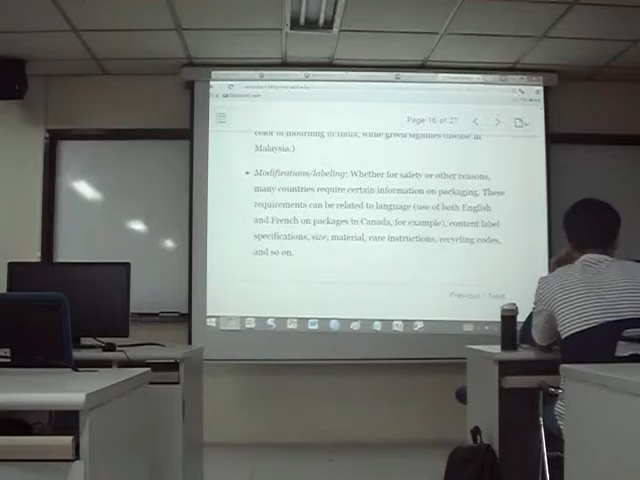 Page 16 of 27
color of mourning in India, while green signifies disease in
Malaysia.)
• Modifications/labeling: Whether for safety or other reasons,
many countries require certain information on packaging. These
requirements can be related to language (use of both English
and French on packages in Canada, for example), content label
specifications, size, material, care instructions, recycling codes,
and so on.
Previous | Next